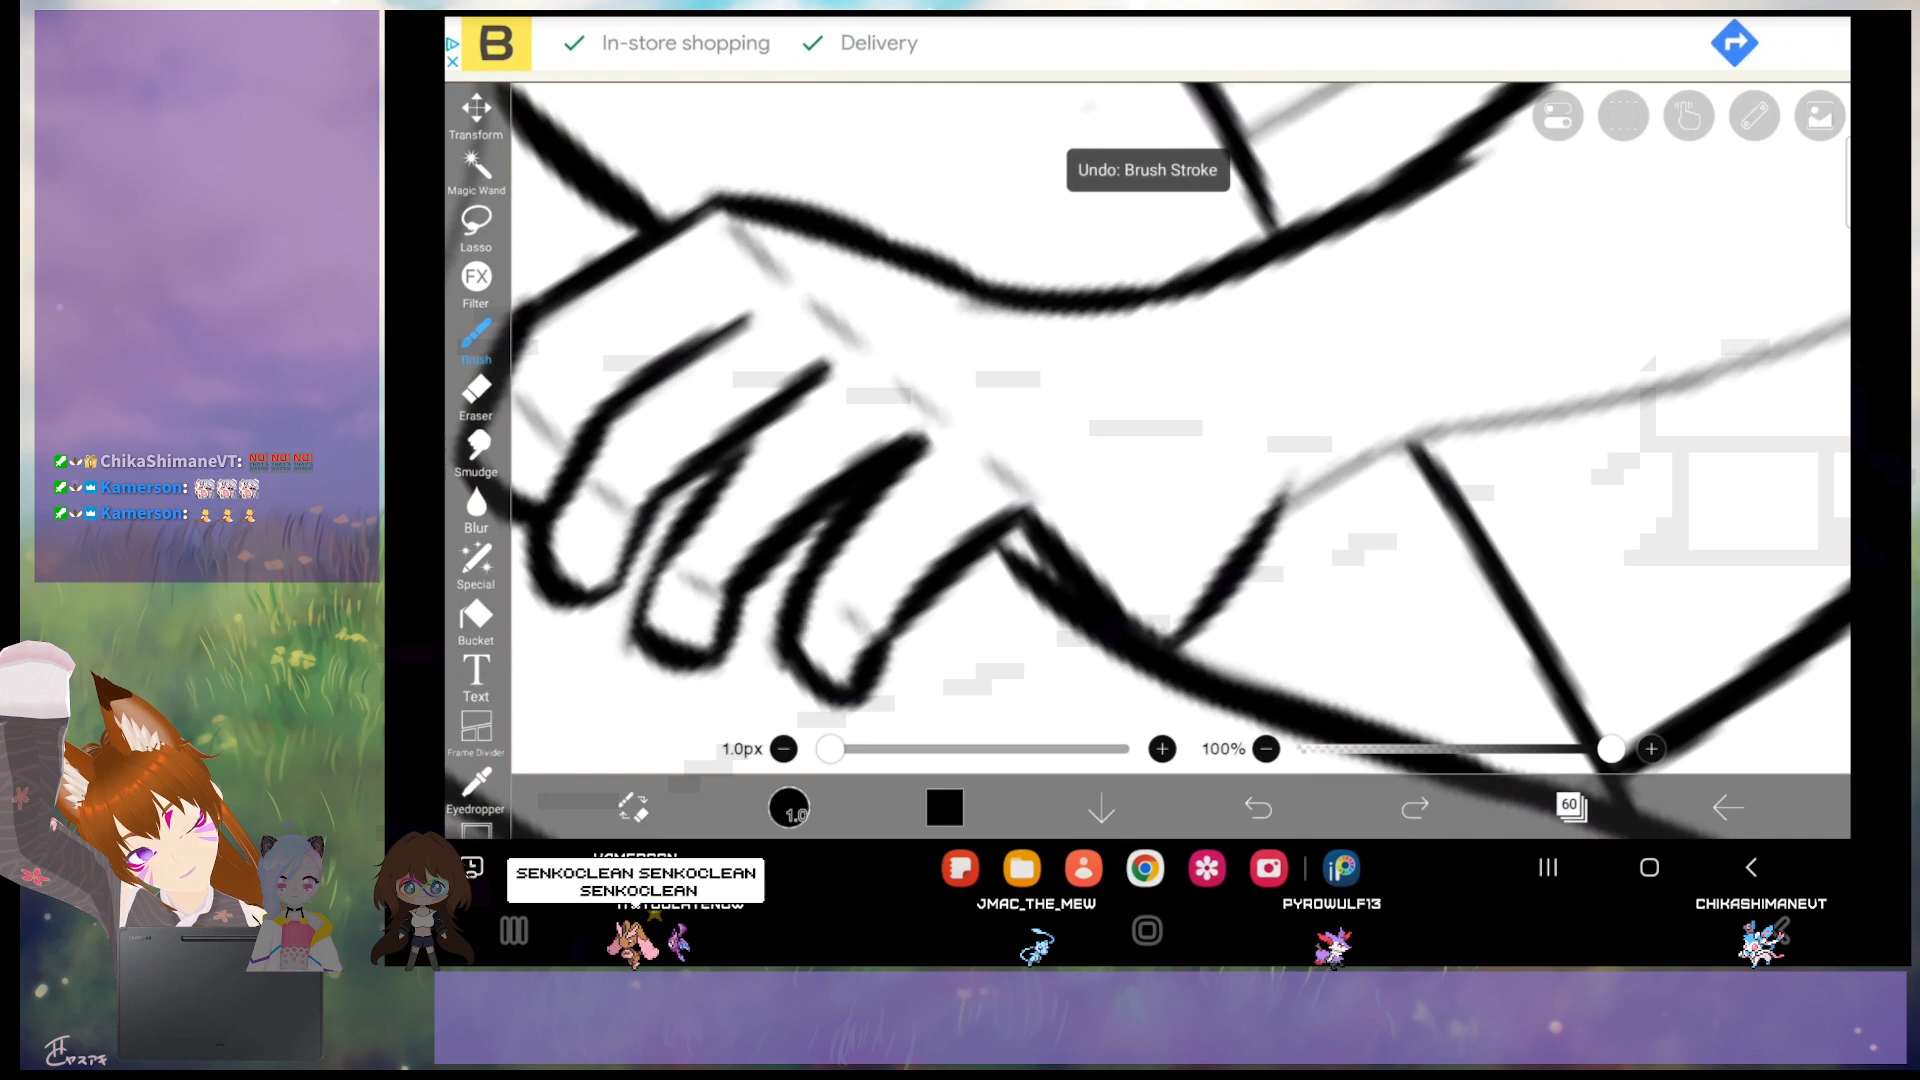 B
In-store shopping
Delivery
Transform
Magic Wand
Lasso
FX
Filter
Brush
Eraser
Smudge
Blur
Special
Bucket
T
Text
Frame Divider
Eyedropper
Undo: Brush Stroke
1.0px
100%
1.0
60
ChikaShimaneVT:
Kamerson:
Kamerson:
SENKOCLEAN SENKOCLEAN
SENKOCLEAN
JMAC_THE_MEW
PYROWULF13
CHIKASHIMANEVT
SAMSUNG